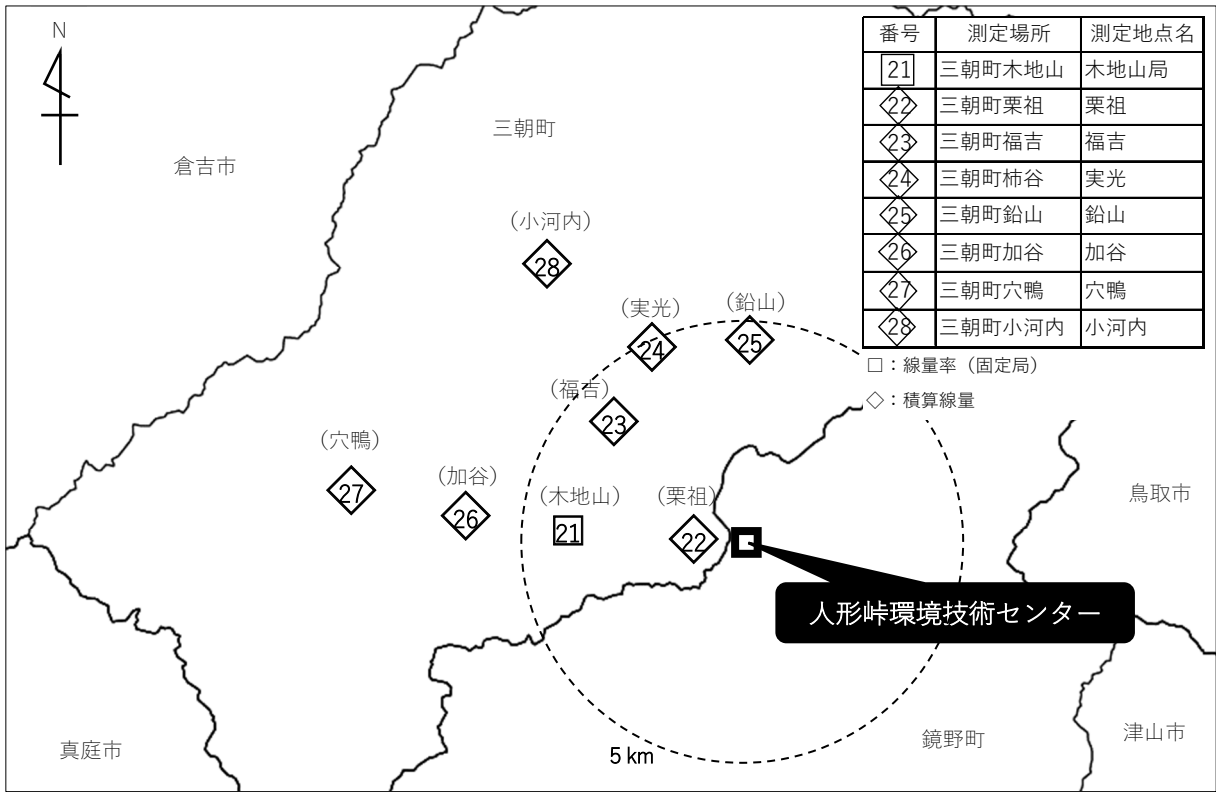 N
倉吉市
三朝町
番号 測定場所 測定地点名
21 三朝町木地山 木地山局
22 三朝町栗祖 栗祖
23 三朝町福吉 福吉
24 三朝町柿谷 実光
25 三朝町鉛山 鉛山
26 三朝町加谷 加谷
27 三朝町穴鴨 穴鴨
28 三朝町小河内 小河内
□：線量率（固定局）
◇：積算線量
（小河内）
28
（実光）
24
（鉛山）
25
（福吉）
23
（穴鴨）
27
（加谷）
26
（木地山）
21
（栗祖）
22
鳥取市
人形峠環境技術センター
真庭市
5 km
鏡野町
津山市